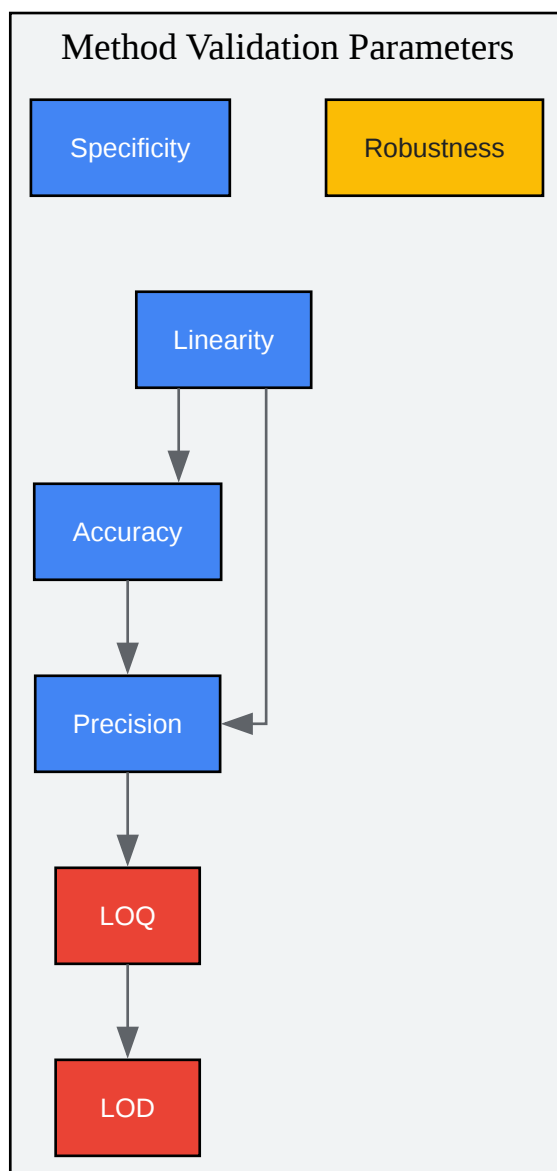 Method Validation Parameters
Specificity
Robustness
Linearity
Accuracy
Precision
LOQ
LOD